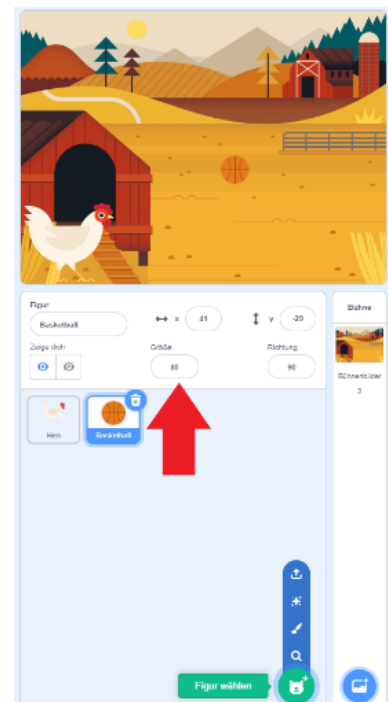 Figur
Bühne
Basketball
x
41
y
-20
Zeige dich
Größe
Richtung
80
90
Bühnenbilder
2
Hen
Basketball
Figur wählen